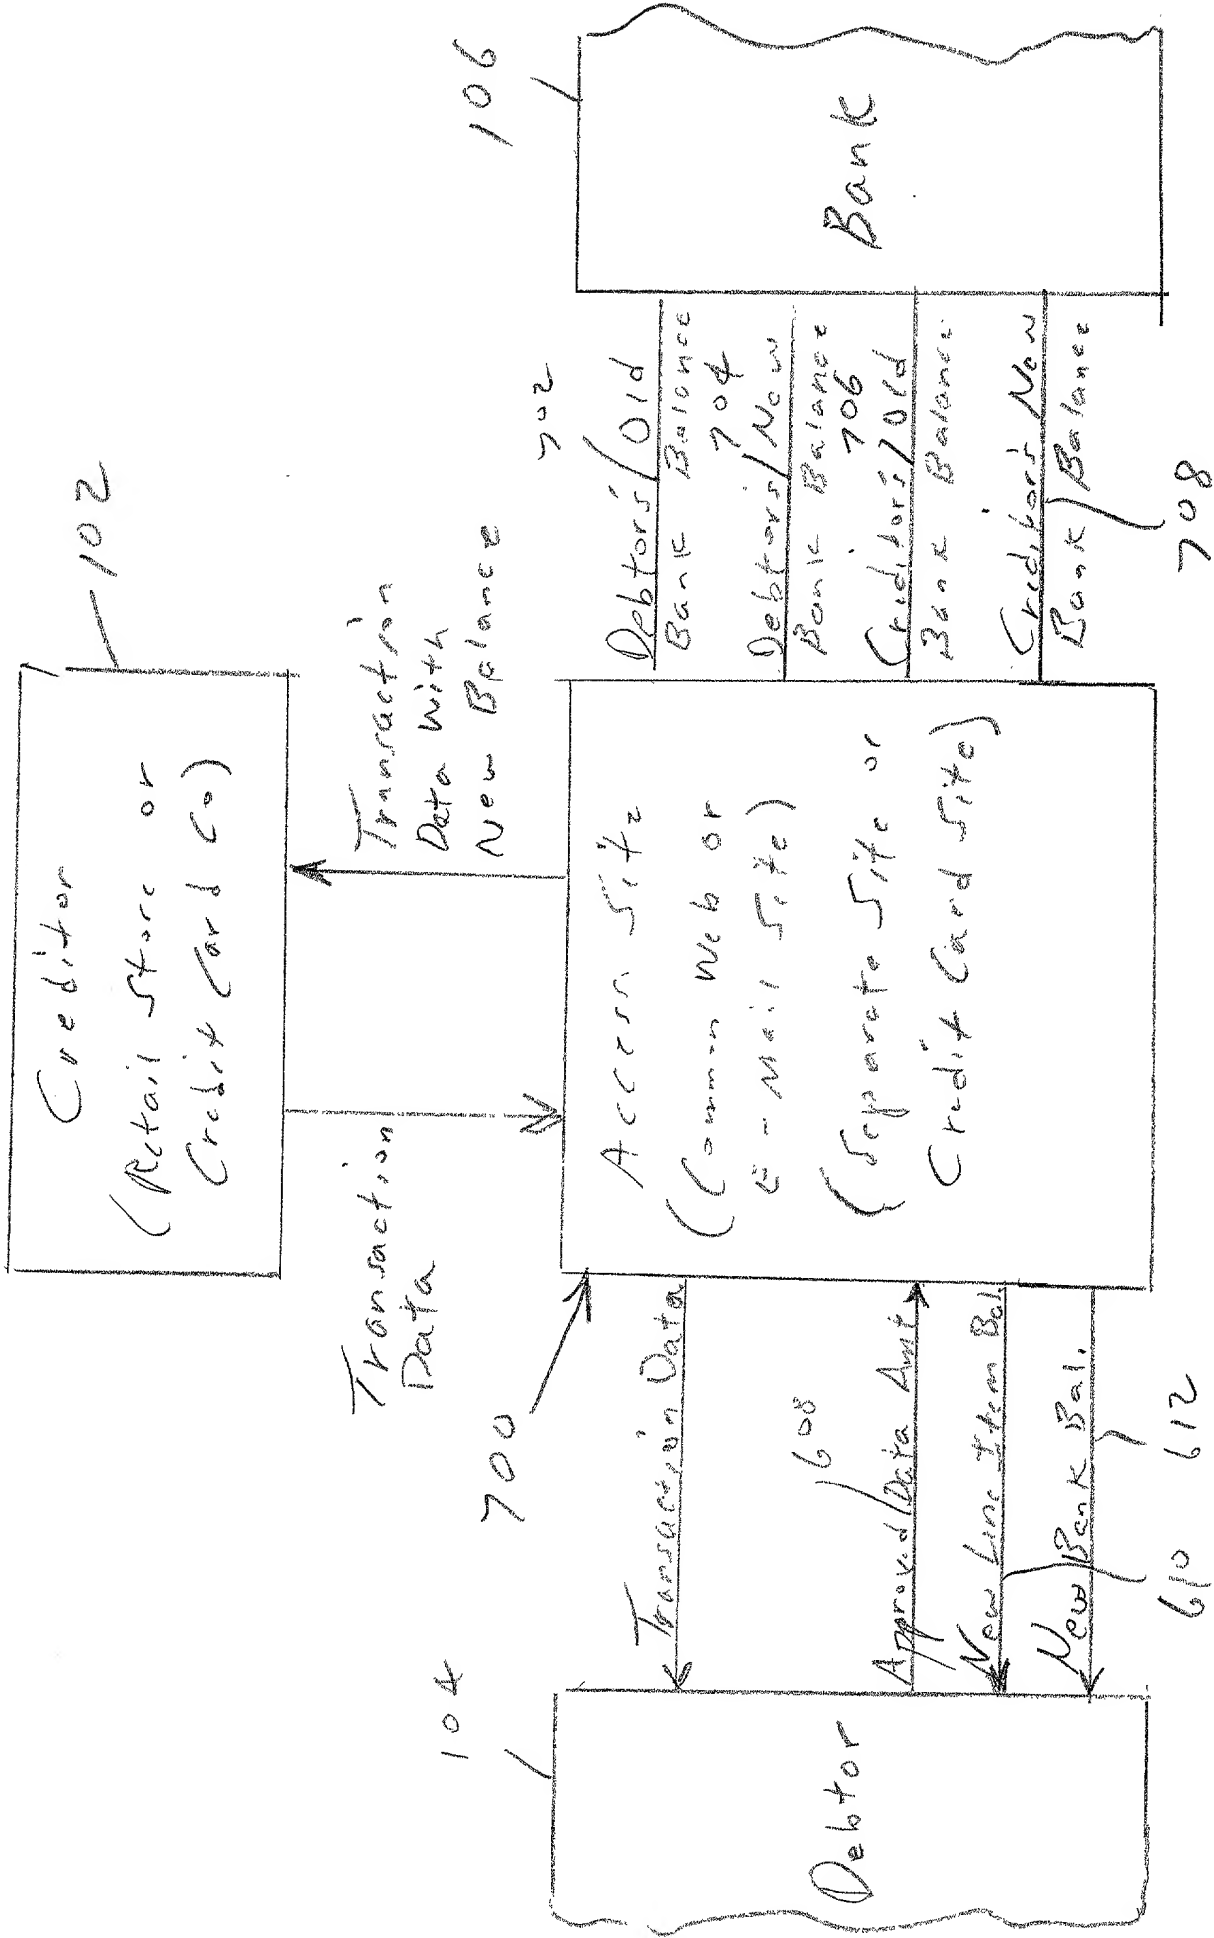 Creditor
(Retail Store or
Credit Card Co)
102
Transaction
Data
Transaction
Data With
New Balance
700
Access Site
(Common Web or
E-Mail Site)
(Separate Site or
Credit Card Site)
104
Debtor
Transaction Data
608
Approved Data Amt.
New Line Item Bal.
610
New Bank Bal.
612
106
Bank
702
Debtors Old
Bank Balance
704
Debtors New
Bank Balance
706
Creditors Old
Bank Balance
Creditors New
Bank Balance
708